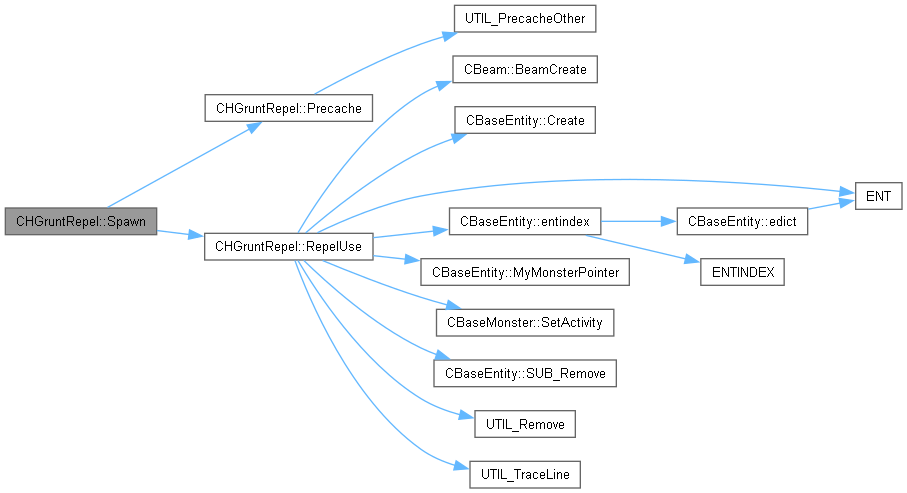 UTIL_PrecacheOther
CBeam::BeamCreate
CHGruntRepel::Precache
CBaseEntity::Create
ENT
CHGruntRepel::Spawn
CBaseEntity::entindex
CBaseEntity::edict
CHGruntRepel::RepelUse
CBaseEntity::MyMonsterPointer
ENTINDEX
CBaseMonster::SetActivity
CBaseEntity::SUB_Remove
UTIL_Remove
UTIL_TraceLine